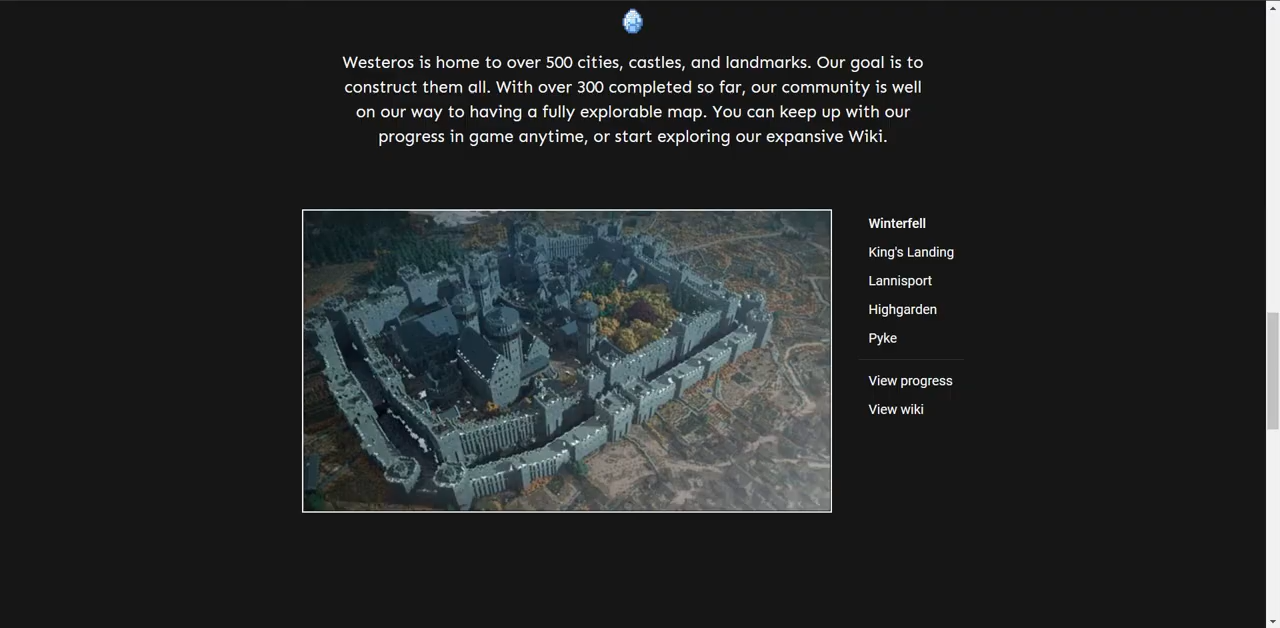 Westeros is home to over 500 cities, castles, and landmarks. Our goal is to
construct them all. With over 300 completed so far, our community is well
on our way to having a fully explorable map. You can keep up with our
progress in game anytime, or start exploring our expansive Wiki.
Winterfell
King's Landing
Lannisport
Highgarden
Pyke
View progress
View wiki